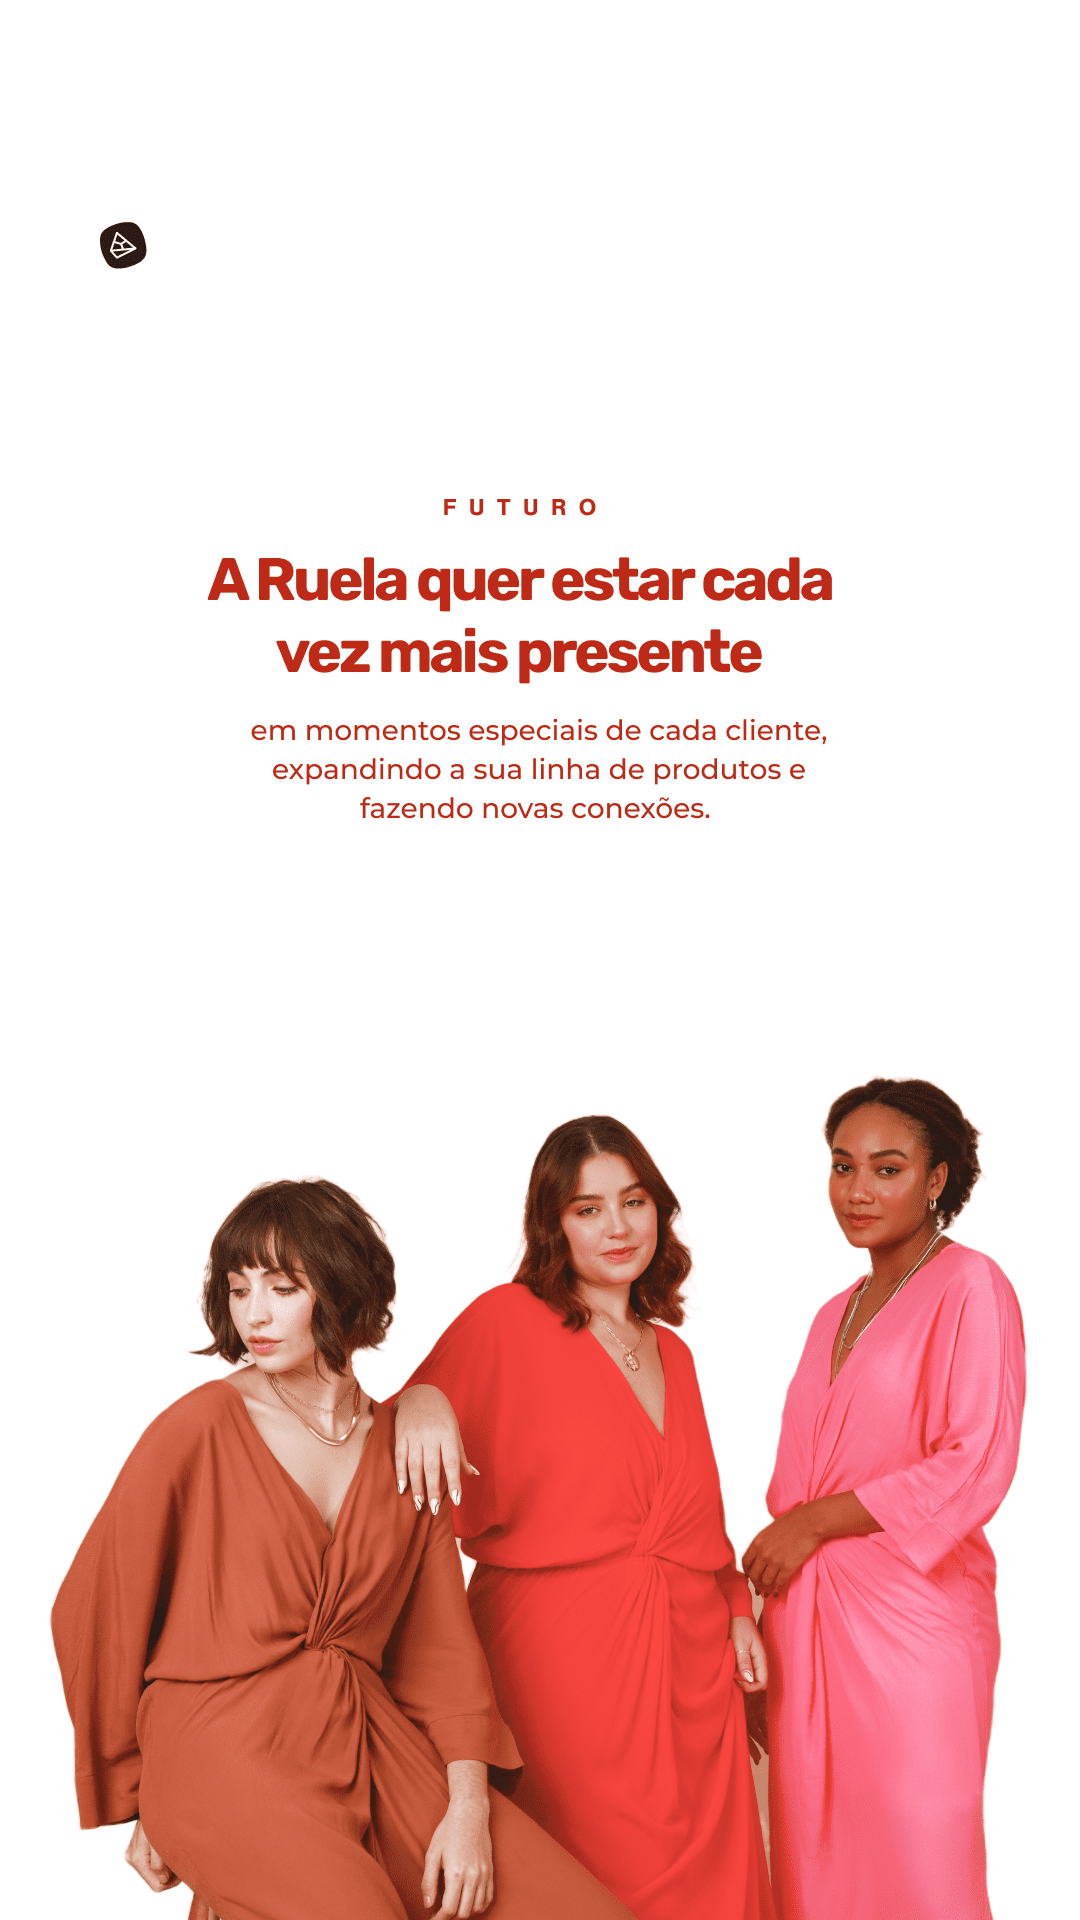 FUTURO
A Ruela quer estar cada
vez mais presente
em momentos especiais de cada cliente,
expandindo a sua linha de produtos e
fazendo novas conexões.